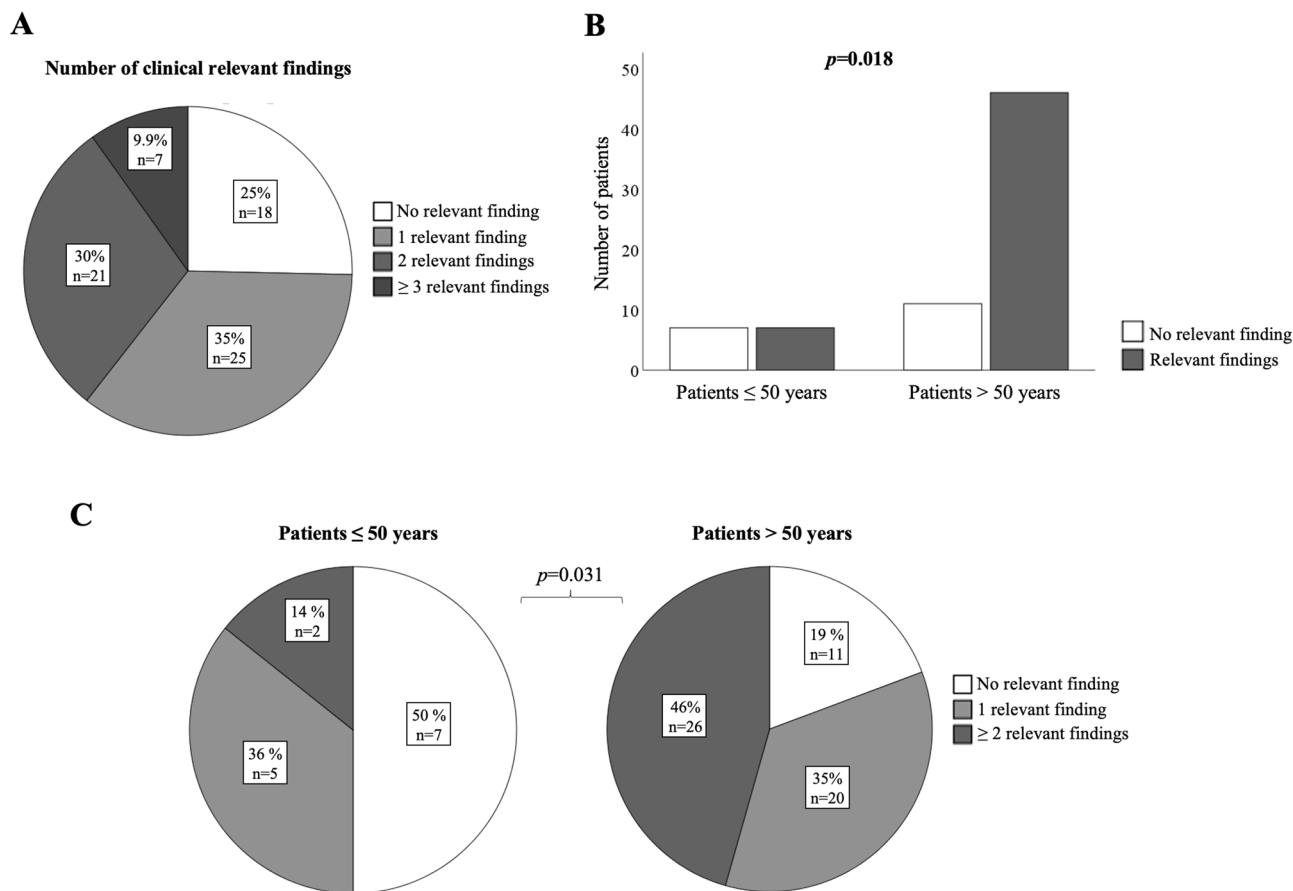 A
Number of clinical relevant findings
9.9%
n=7
25%
n=18
30%
n=21
35%
n=25
No relevant finding
1 relevant finding
2 relevant findings
≥ 3 relevant findings
B
p=0.018
Number of patients
50
40
30
20
10
0
Patients ≤ 50 years
Patients > 50 years
No relevant finding
Relevant findings
C
Patients ≤ 50 years
14 %
n=2
50 %
n=7
36 %
n=5
p=0.031
Patients > 50 years
19 %
n=11
46%
n=26
35%
n=20
No relevant finding
1 relevant finding
≥ 2 relevant findings